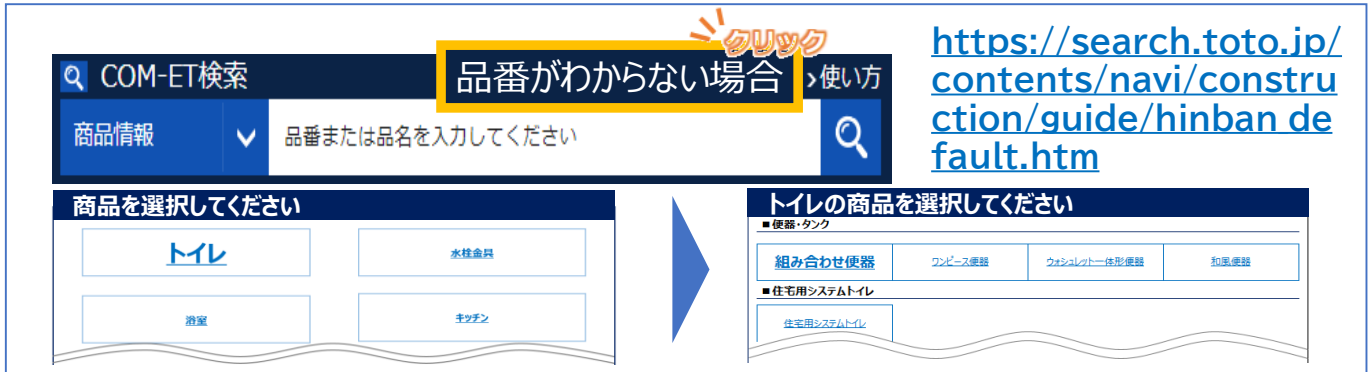 クリック
COM-ET検索
品番がわからない場合
›使い方
商品情報
品番または品名を入力してください
https://search.toto.jp/
contents/navi/constru
ction/guide/hinban de
fault.htm
商品を選択してください
トイレ
水栓金具
浴室
キッチン
トイレの商品を選択してください
■便器・タンク
組み合わせ便器
ワンピース便器
ウォシュレット一体形便器
和風便器
■住宅用システムトイレ
住宅用システムトイレ